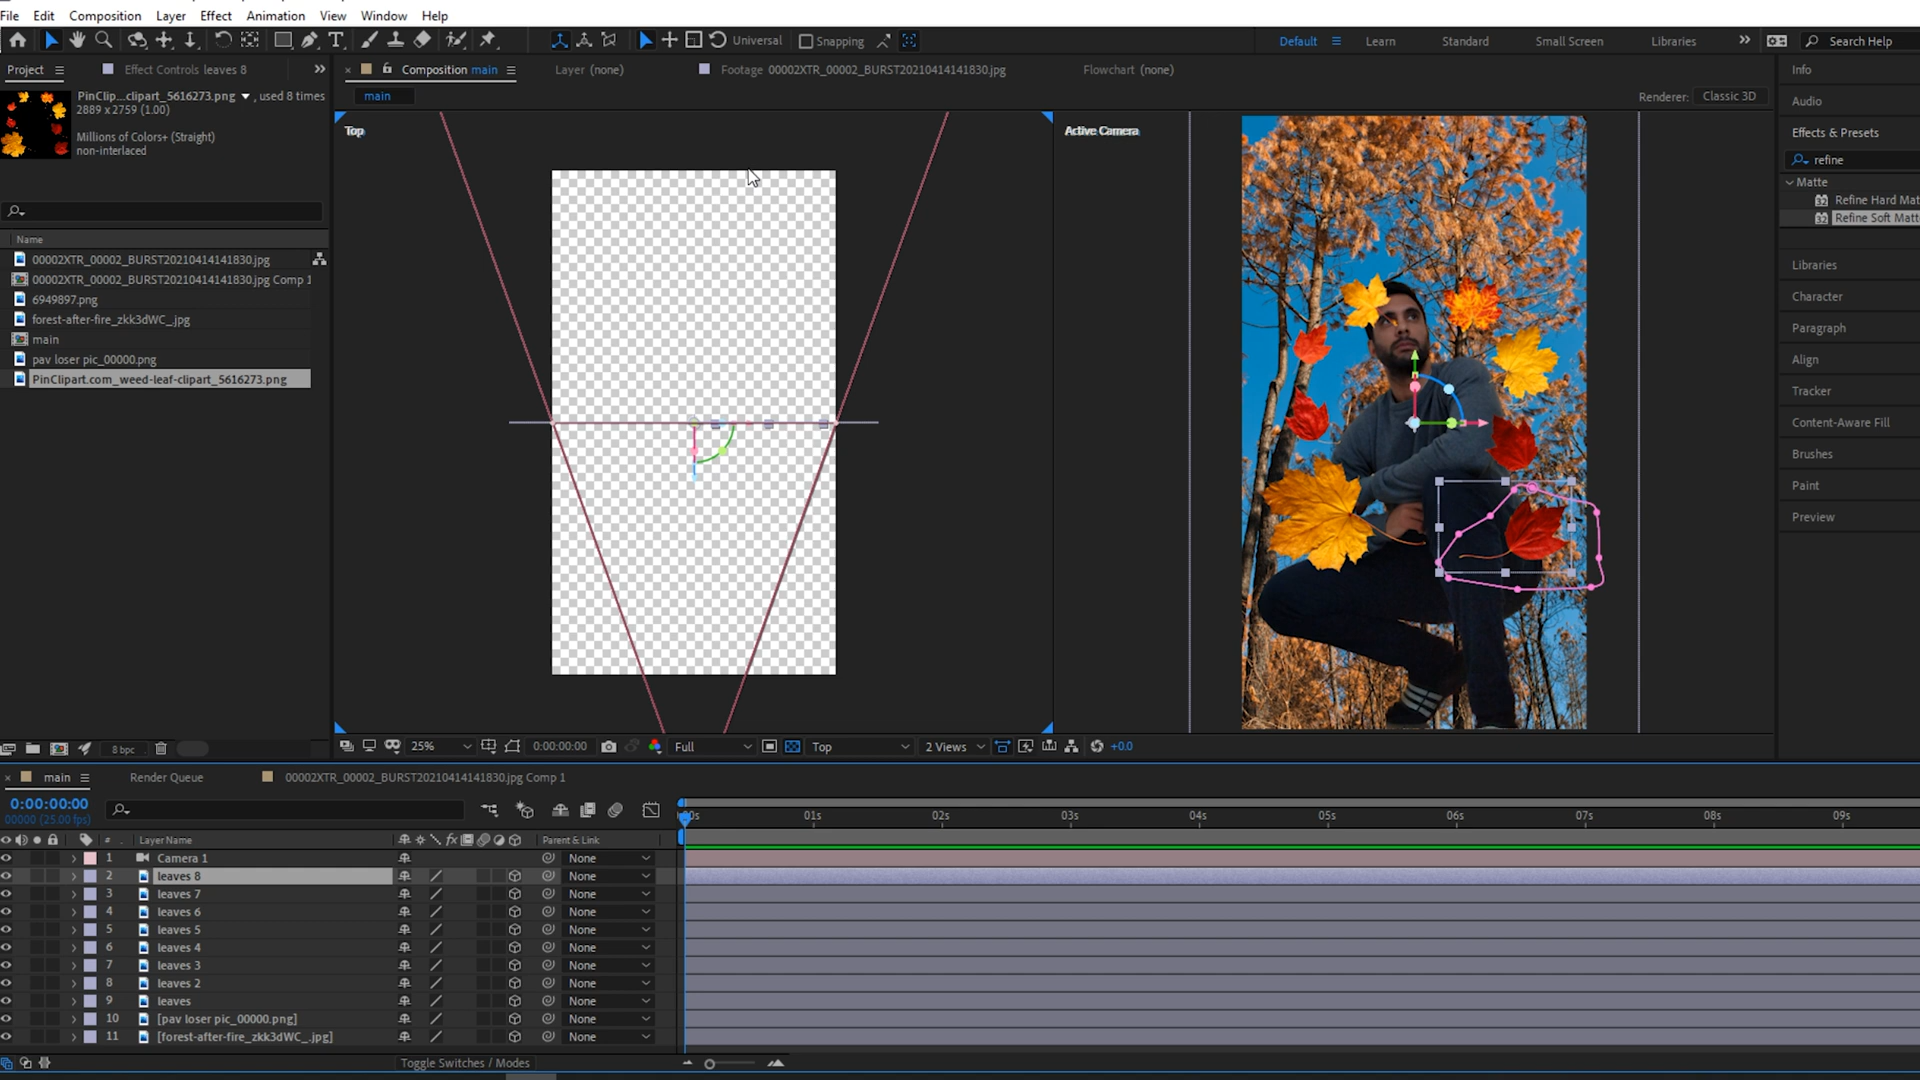 File Edit Composition Layer Effect Animation View Window Help
Universal Snapping Default Learn Standard Small Screen Libraries Search Help
Project Effect Controls leaves 8 Composition main Layer (none) Footage 00002XTR_00002_BURST20210414141830.jpg Flowchart (none) Info
PinClip...clipart_5616273.png , used 8 times
2889 x 2759 (1.00)
Millions of Colors+ (Straight)
non-interlaced
main Renderer: Classic 3D
Top Active Camera
Audio
Effects & Presets
refine
Matte
Refine Hard Mat
Refine Soft Matt
Libraries
Character
Paragraph
Align
Tracker
Content-Aware Fill
Brushes
Paint
Preview
Name
00002XTR_00002_BURST20210414141830.jpg
00002XTR_00002_BURST20210414141830.jpg Comp 1
6949897.png
forest-after-fire_zkk3dWC_.jpg
main
pav loser pic_00000.png
PinClipart.com_weed-leaf-clipart_5616273.png
8 bpc 25% 0:00:00:00 Full Top 2 Views +0.0
main Render Queue 00002XTR_00002_BURST20210414141830.jpg Comp 1
0:00:00:00
00000 (25.00 fps)
00s 01s 02s 03s 04s 05s 06s 07s 08s 09s
# Layer Name fx Parent & Link
1 Camera 1 None
2 leaves 8 None
3 leaves 7 None
4 leaves 6 None
5 leaves 5 None
6 leaves 4 None
7 leaves 3 None
8 leaves 2 None
9 leaves None
10 [pav loser pic_00000.png] None
11 [forest-after-fire_zkk3dWC_.jpg] None
Toggle Switches / Modes